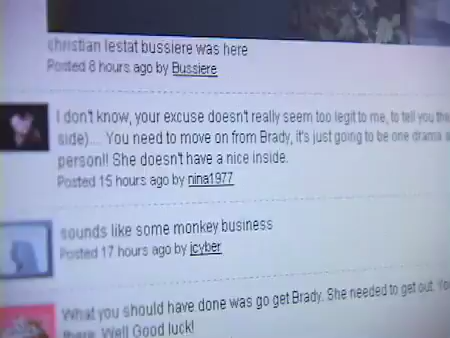 christian lestat bussiere was here
Posted 8 hours ago by Bussiere
I don't know, your excuse doesn't really seem too legit to me, to tell you the
side).... You need to move on from Brady, it's just going to be one drama
person!! She doesn't have a nice inside.
Posted 15 hours ago by nina1977
sounds like some monkey business
Posted 17 hours ago by jcyber
What you should have done was go get Brady. She needed to get out.
there. Well Good luck!